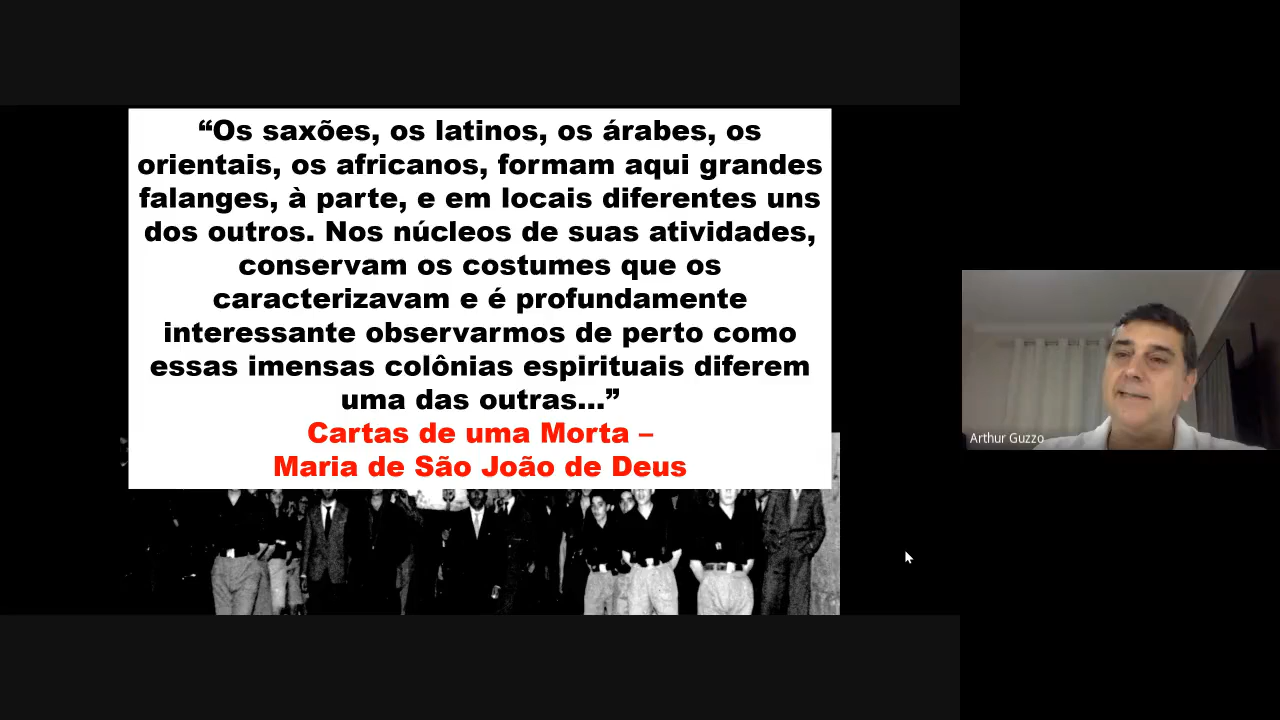 “Os saxões, os latinos, os árabes, os
orientais, os africanos, formam aqui grandes
falanges, à parte, e em locais diferentes uns
dos outros. Nos núcleos de suas atividades,
conservam os costumes que os
caracterizavam e é profundamente
interessante observarmos de perto como
essas imensas colônias espirituais diferem
uma das outras...”
Cartas de uma Morta –
Maria de São João de Deus
Arthur Guzzo